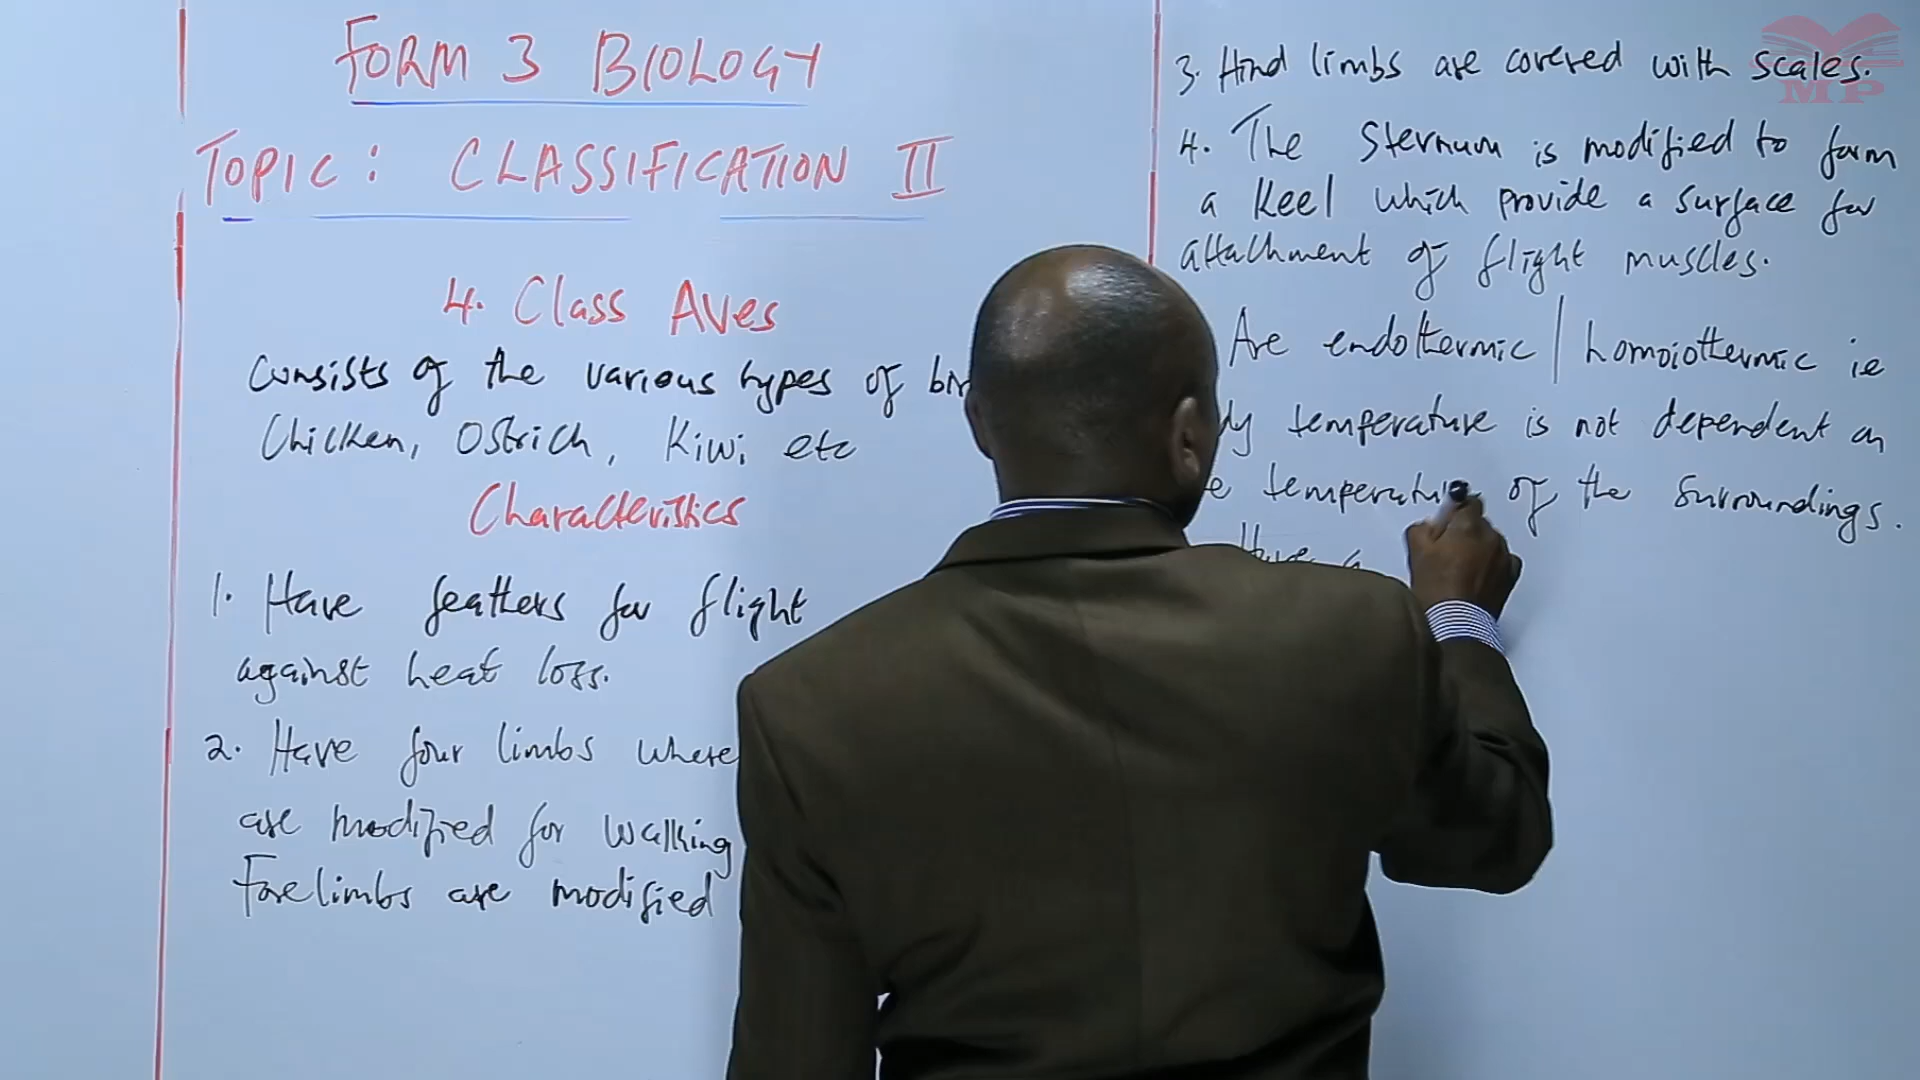 FORM 3 BIOLOGY
TOPIC: CLASSIFICATION II
4. Class Aves
Consists of the various types of
Chicken, Ostrich, Kiwi etc
Characteristics
1. Have feathers for flight
against heat loss.
2. Have four limbs where
are modified for walking
Forelimbs are modified
3. Hind limbs are covered with scales.
4. The Sternum is modified to form
a Keel which provide a surface for
attachment of flight muscles.
Are endothermic / homoiothermic ie
temperature is not dependent on
temperature of the surroundings.
Have a
MP